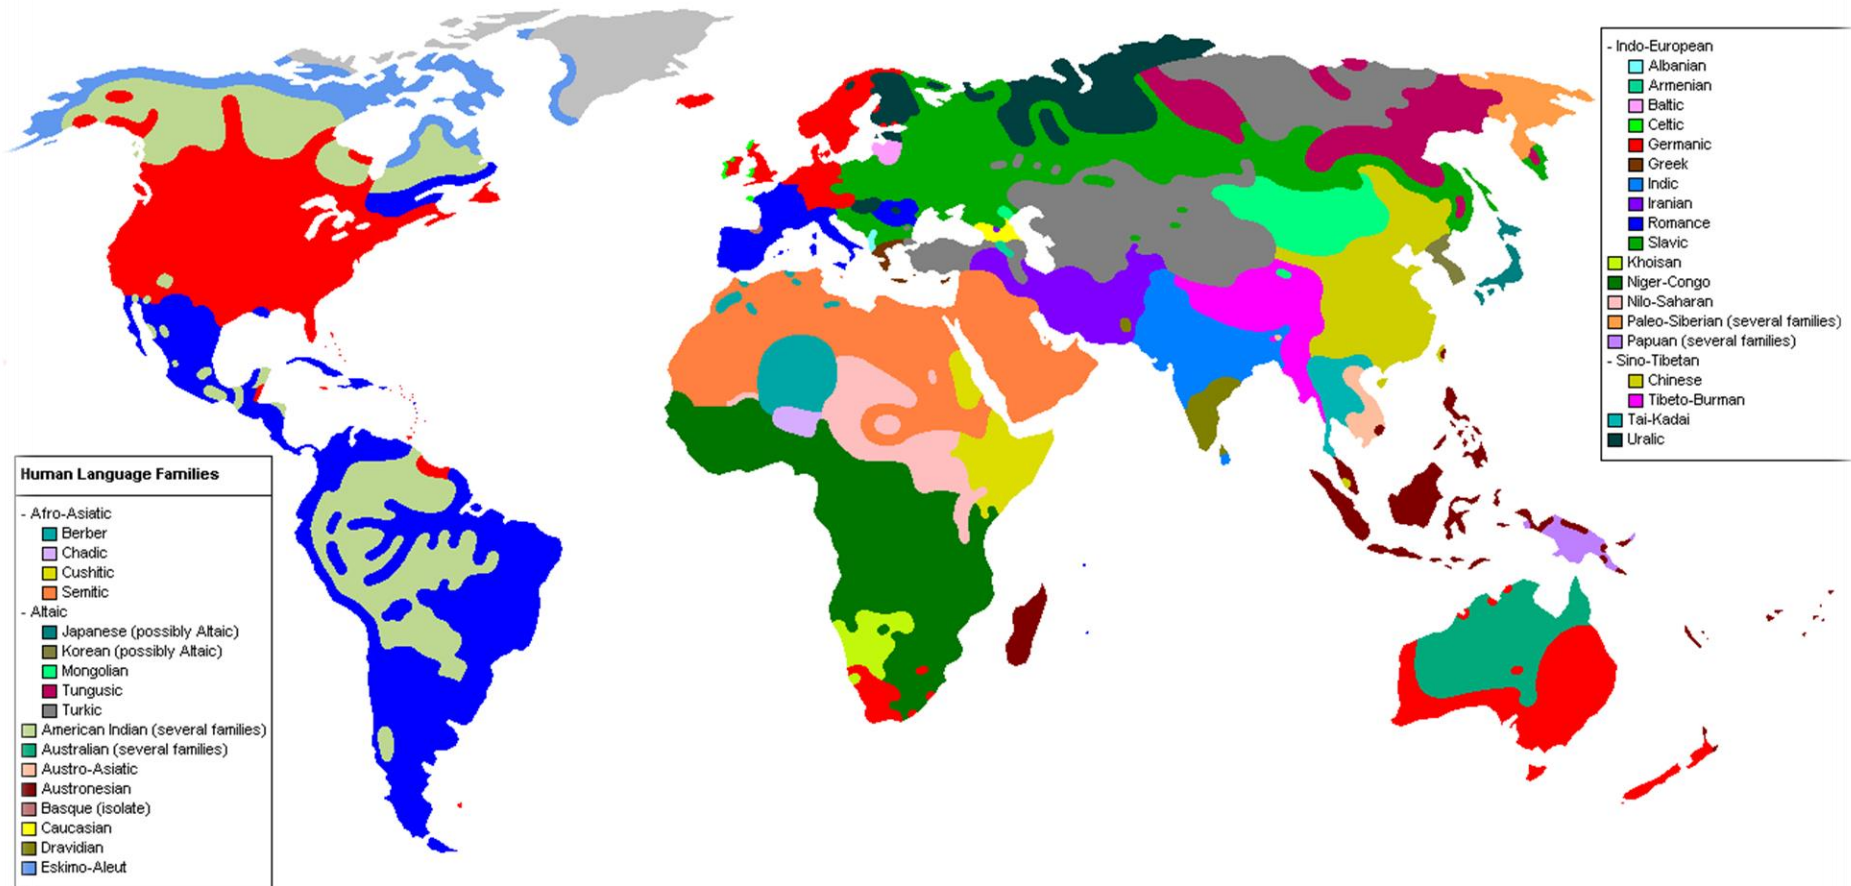 Human Language Families
- Afro-Asiatic
Berber
Chadic
Cushitic
Semitic
- Altaic
Japanese (possibly Altaic)
Korean (possibly Altaic)
Mongolian
Tungusic
Turkic
American Indian (several families)
Australian (several families)
Austro-Asiatic
Austronesian
Basque (isolate)
Caucasian
Dravidian
Eskimo-Aleut
- Indo-European
Albanian
Armenian
Baltic
Celtic
Germanic
Greek
Indic
Iranian
Romance
Slavic
Khoisan
Niger-Congo
Nilo-Saharan
Paleo-Siberian (several families)
Papuan (several families)
- Sino-Tibetan
Chinese
Tibeto-Burman
Tai-Kadai
Uralic